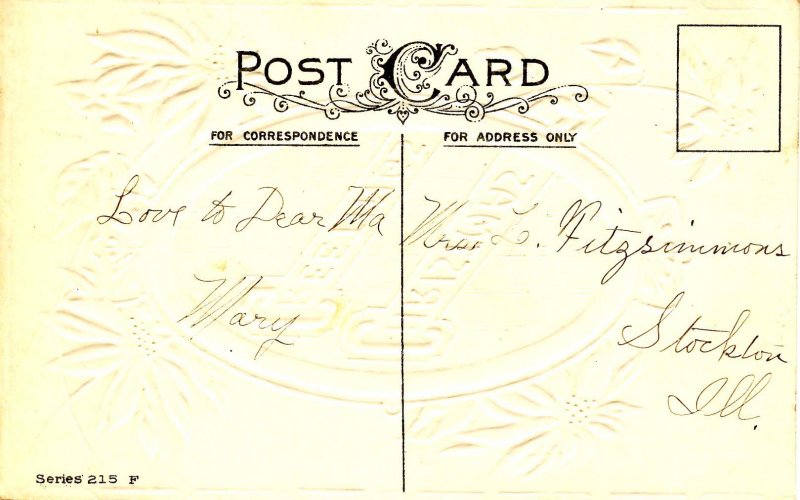 POST CARD
FOR CORRESPONDENCE
FOR ADDRESS ONLY
Love to Dear Ma
Mary
Mrs. L. Fitzsimmons
Stockton
Ill.
Series 215 F